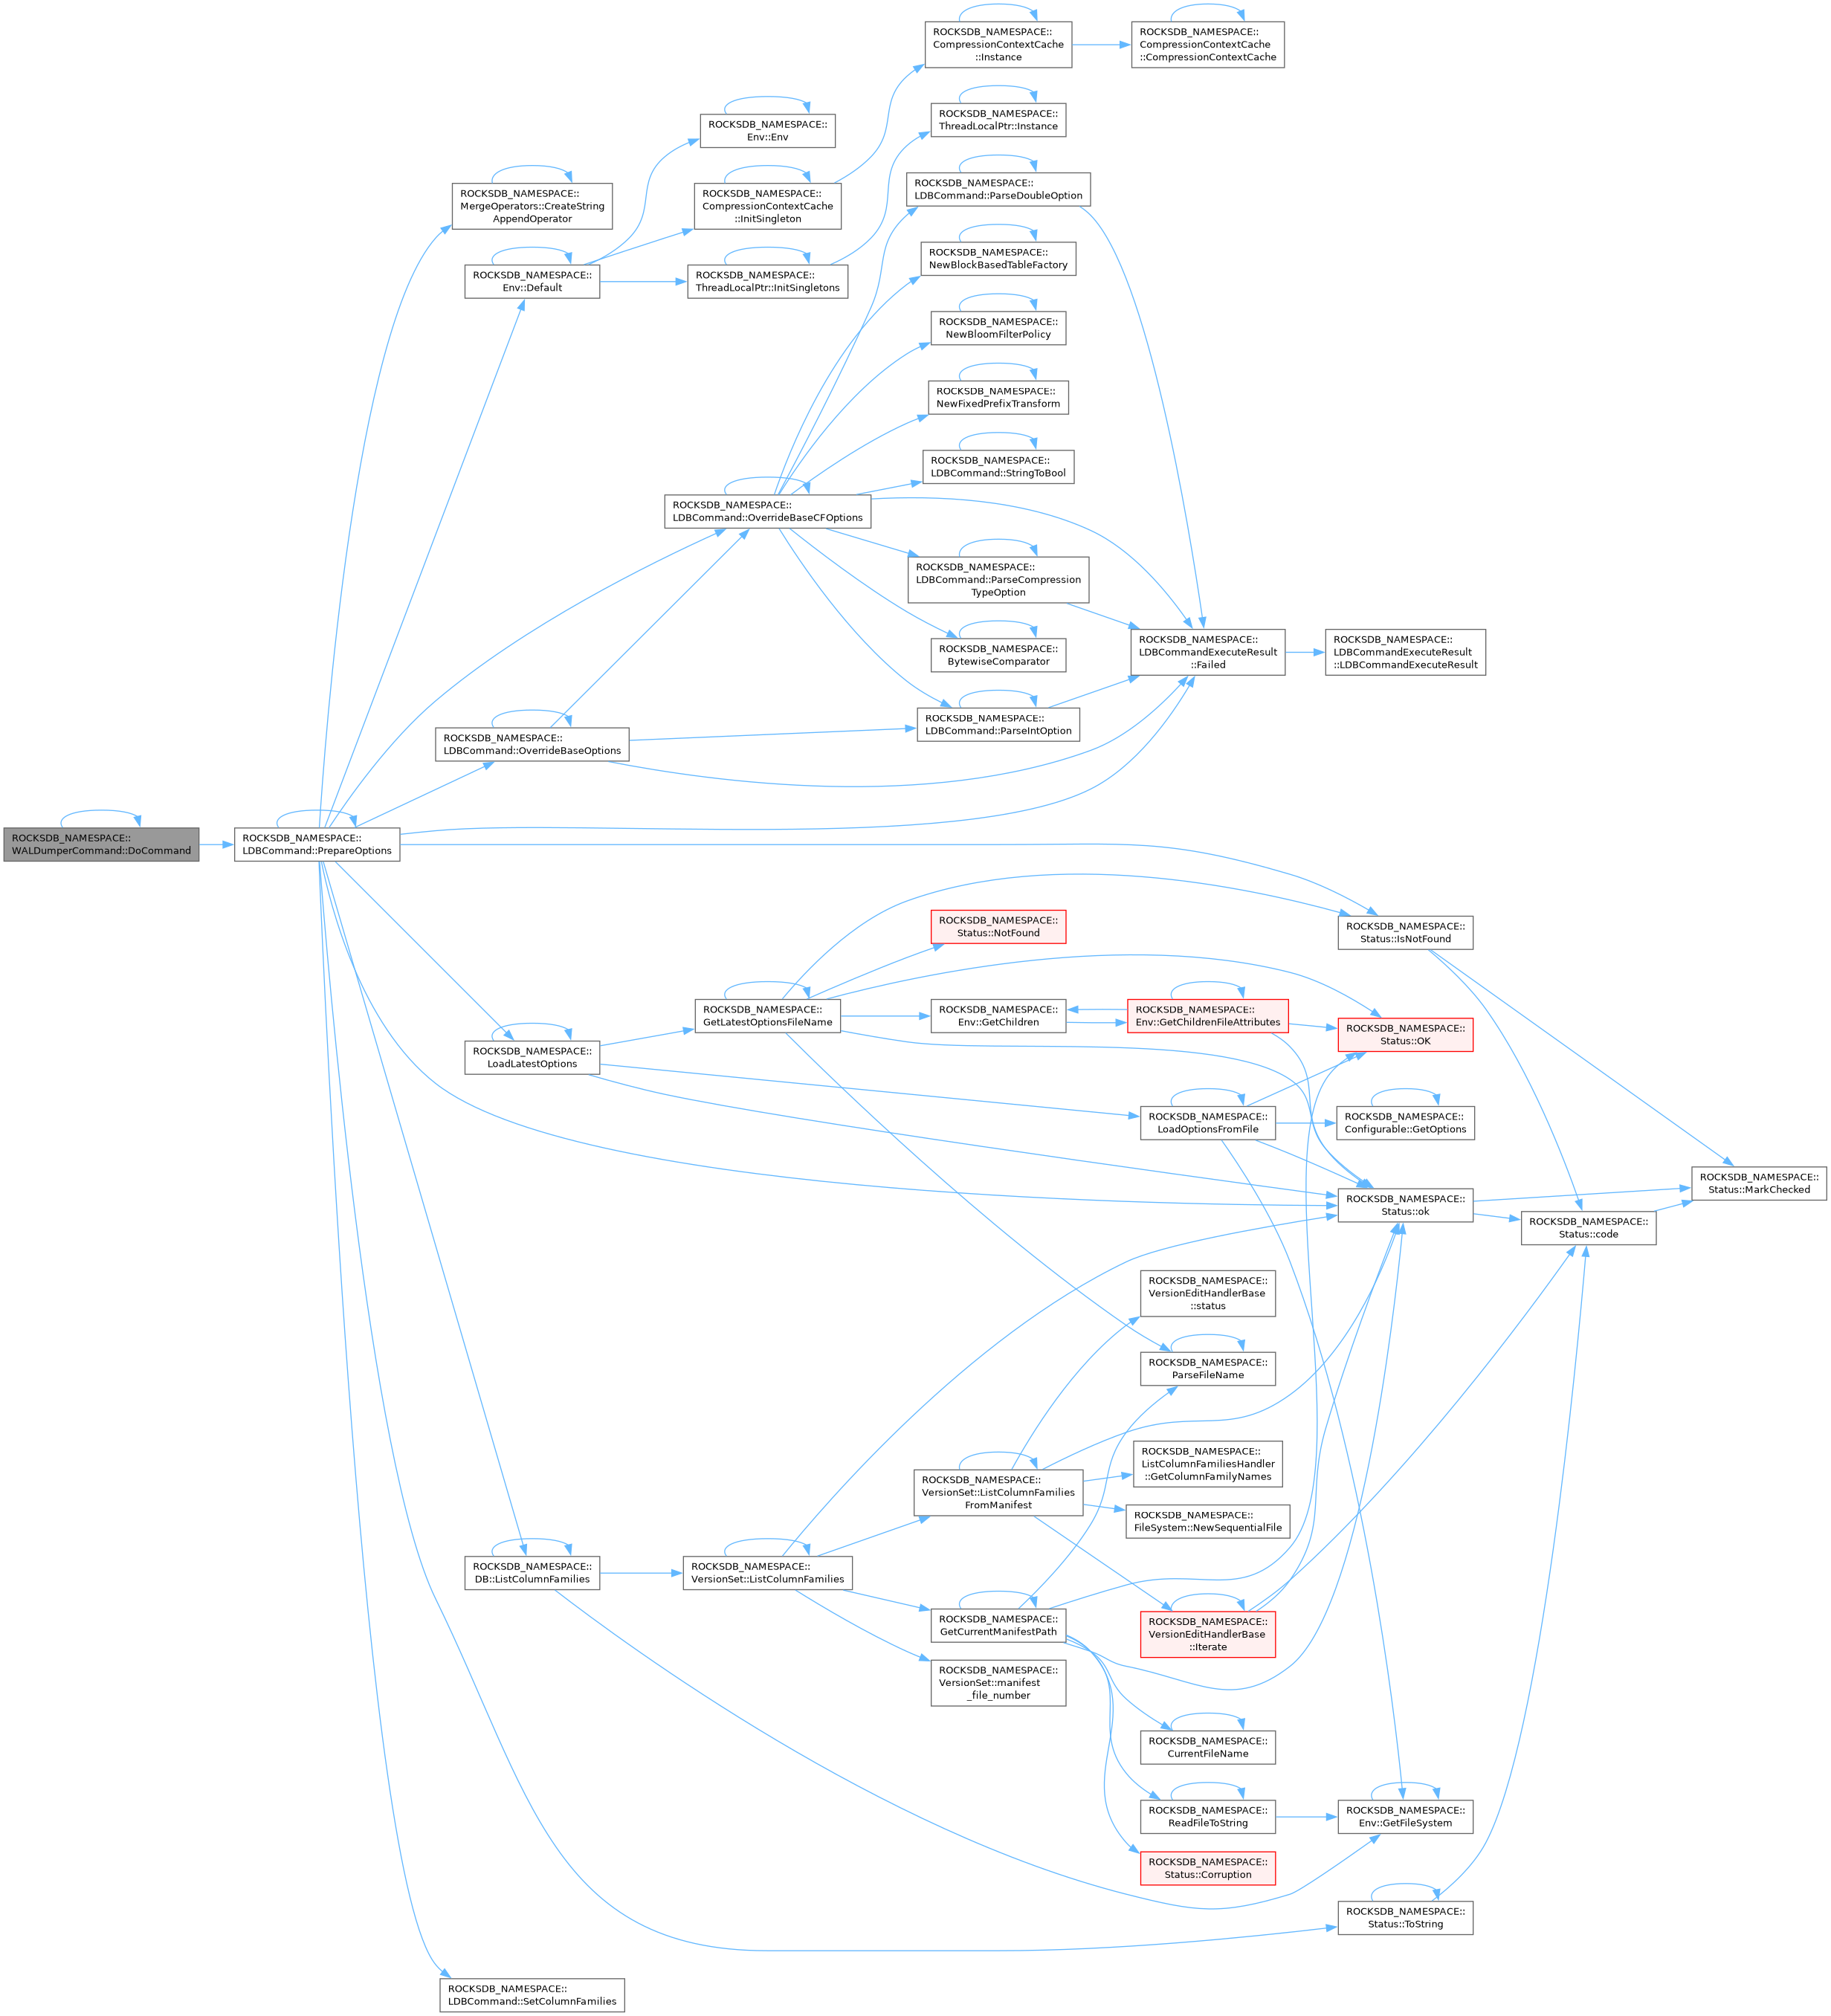 ROCKSDB_NAMESPACE::
WALDumperCommand::DoCommand
ROCKSDB_NAMESPACE::
LDBCommand::PrepareOptions
ROCKSDB_NAMESPACE::
MergeOperators::CreateString
AppendOperator
ROCKSDB_NAMESPACE::
Env::Default
ROCKSDB_NAMESPACE::
LDBCommand::OverrideBaseOptions
ROCKSDB_NAMESPACE::
LoadLatestOptions
ROCKSDB_NAMESPACE::
DB::ListColumnFamilies
ROCKSDB_NAMESPACE::
LDBCommand::SetColumnFamilies
ROCKSDB_NAMESPACE::
Env::Env
ROCKSDB_NAMESPACE::
CompressionContextCache
::InitSingleton
ROCKSDB_NAMESPACE::
ThreadLocalPtr::InitSingletons
ROCKSDB_NAMESPACE::
LDBCommand::OverrideBaseCFOptions
ROCKSDB_NAMESPACE::
GetLatestOptionsFileName
ROCKSDB_NAMESPACE::
VersionSet::ListColumnFamilies
ROCKSDB_NAMESPACE::
CompressionContextCache
::Instance
ROCKSDB_NAMESPACE::
ThreadLocalPtr::Instance
ROCKSDB_NAMESPACE::
LDBCommand::ParseDoubleOption
ROCKSDB_NAMESPACE::
NewBlockBasedTableFactory
ROCKSDB_NAMESPACE::
NewBloomFilterPolicy
ROCKSDB_NAMESPACE::
NewFixedPrefixTransform
ROCKSDB_NAMESPACE::
LDBCommand::StringToBool
ROCKSDB_NAMESPACE::
LDBCommand::ParseCompression
TypeOption
ROCKSDB_NAMESPACE::
BytewiseComparator
ROCKSDB_NAMESPACE::
LDBCommand::ParseIntOption
ROCKSDB_NAMESPACE::
Status::NotFound
ROCKSDB_NAMESPACE::
Env::GetChildren
ROCKSDB_NAMESPACE::
VersionSet::ListColumnFamilies
FromManifest
ROCKSDB_NAMESPACE::
GetCurrentManifestPath
ROCKSDB_NAMESPACE::
VersionSet::manifest
_file_number
ROCKSDB_NAMESPACE::
CompressionContextCache
::CompressionContextCache
ROCKSDB_NAMESPACE::
LDBCommandExecuteResult
::Failed
ROCKSDB_NAMESPACE::
Env::GetChildrenFileAttributes
ROCKSDB_NAMESPACE::
LoadOptionsFromFile
ROCKSDB_NAMESPACE::
VersionEditHandlerBase
::status
ROCKSDB_NAMESPACE::
ParseFileName
ROCKSDB_NAMESPACE::
ListColumnFamiliesHandler
::GetColumnFamilyNames
ROCKSDB_NAMESPACE::
FileSystem::NewSequentialFile
ROCKSDB_NAMESPACE::
VersionEditHandlerBase
::Iterate
ROCKSDB_NAMESPACE::
CurrentFileName
ROCKSDB_NAMESPACE::
ReadFileToString
ROCKSDB_NAMESPACE::
Status::Corruption
ROCKSDB_NAMESPACE::
LDBCommandExecuteResult
::LDBCommandExecuteResult
ROCKSDB_NAMESPACE::
Status::IsNotFound
ROCKSDB_NAMESPACE::
Status::OK
ROCKSDB_NAMESPACE::
Configurable::GetOptions
ROCKSDB_NAMESPACE::
Status::ok
ROCKSDB_NAMESPACE::
Env::GetFileSystem
ROCKSDB_NAMESPACE::
Status::ToString
ROCKSDB_NAMESPACE::
Status::code
ROCKSDB_NAMESPACE::
Status::MarkChecked